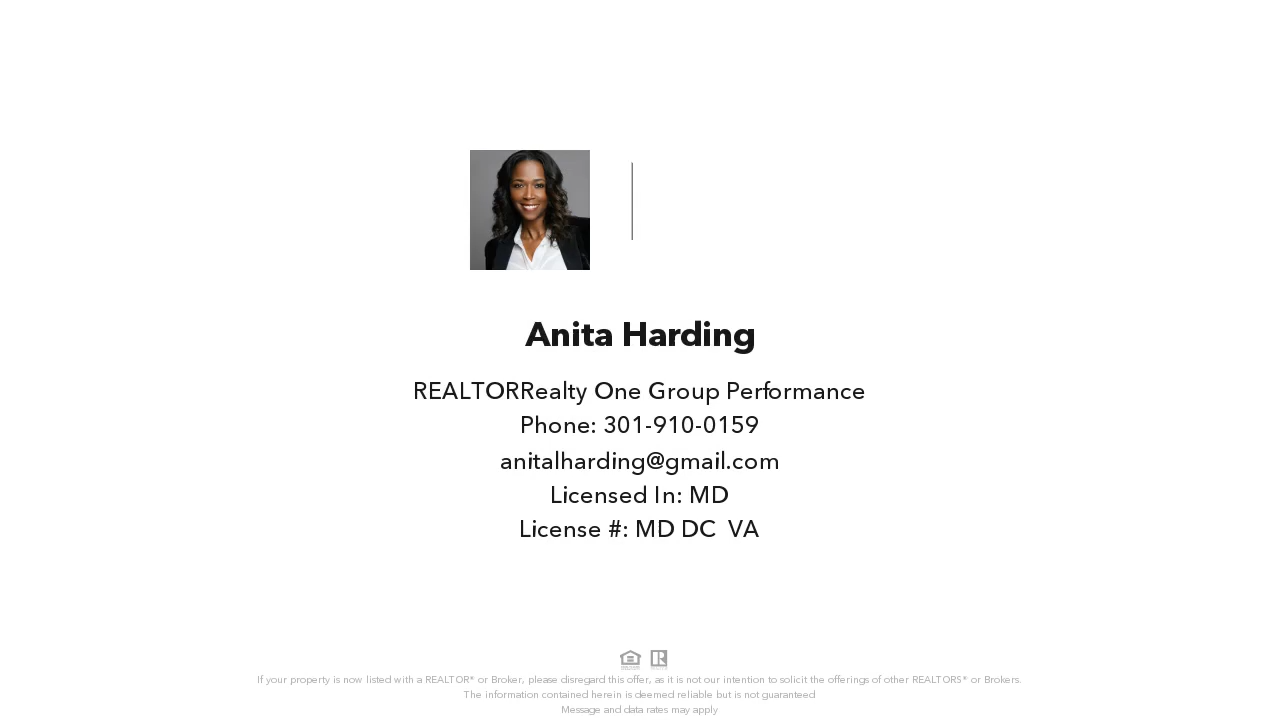 Anita Harding
REALTORRealty One Group Performance
Phone: 301-910-0159
anitalharding@gmail.com
Licensed In: MD
License #: MD DC  VA
If your property is now listed with a REALTOR® or Broker, please disregard this offer, as it is not our intention to solicit the offerings of other REALTORS® or Brokers.
The information contained herein is deemed reliable but is not guaranteed
Message and data rates may apply